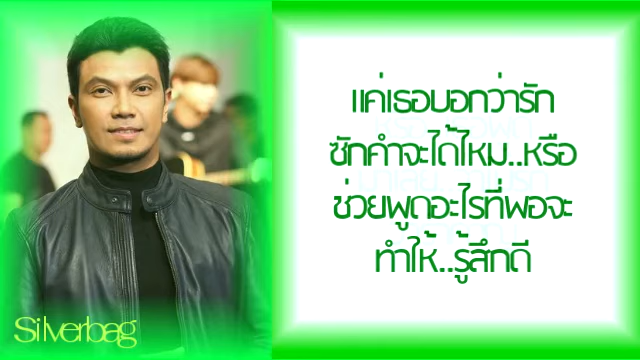 แค่เธอบอกว่ารัก
ซักคำจะได้ไหม..หรือ
ช่วยพูดอะไรที่พอจะ
ทำให้..รู้สึกดี
Silverbag